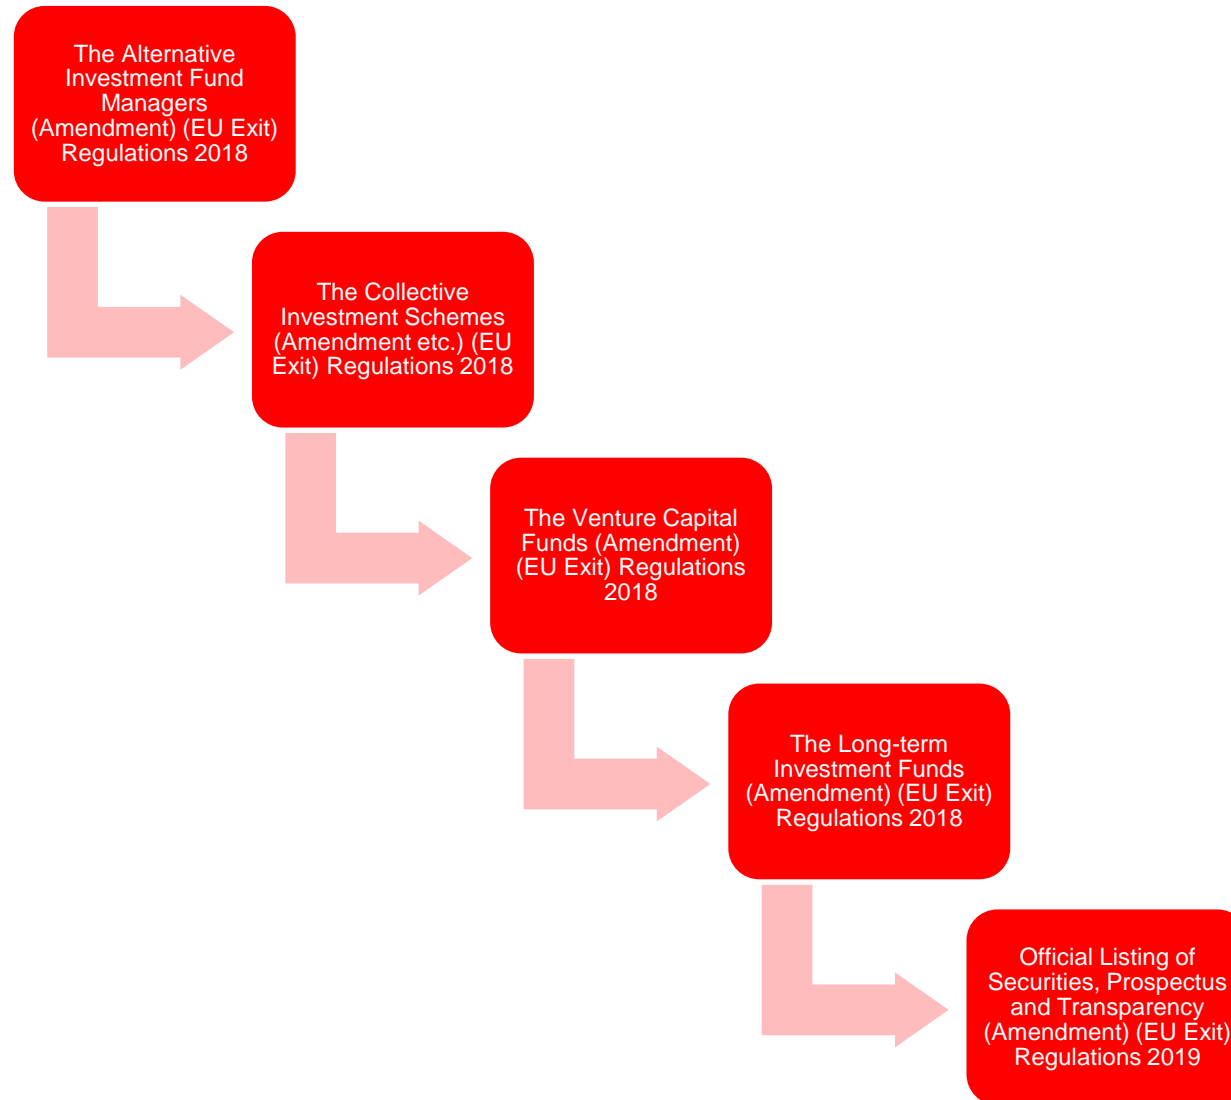 The Alternative
Investment Fund
Managers
(Amendment) (EU Exit)
Regulations 2018
The Collective
Investment Schemes
(Amendment etc.) (EU
Exit) Regulations 2018
The Venture Capital
Funds (Amendment)
(EU Exit) Regulations
2018
The Long-term
Investment Funds
(Amendment) (EU Exit)
Regulations 2018
Official Listing of
Securities, Prospectus
and Transparency
(Amendment) (EU Exit)
Regulations 2019